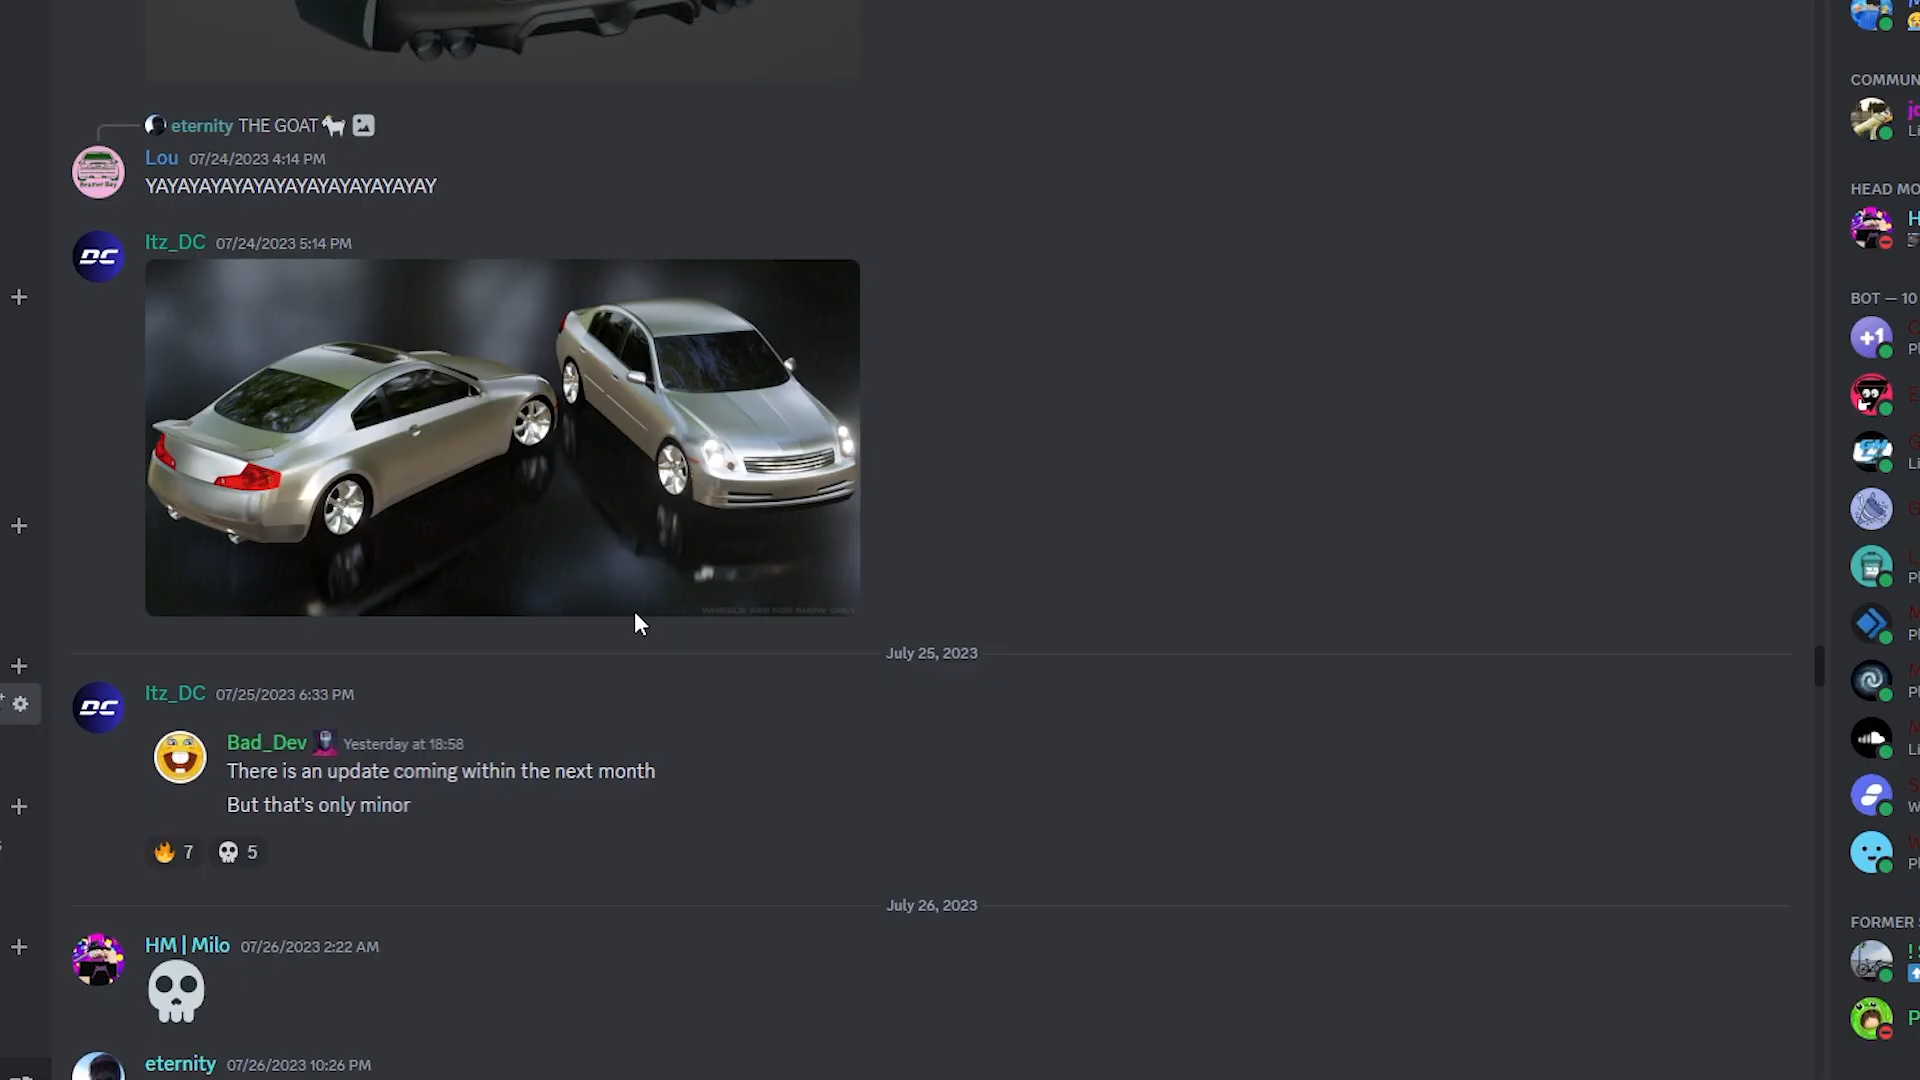 eternity THE GOAT
Lou 07/24/2023 4:14 PM
Beamer Boy
YAYAYAYAYAYAYAYAYAYAYAYAYAY
Itz_DC 07/24/2023 5:14 PM
DC
WHEELS ARE FOR SHOW ONLY
July 25, 2023
Itz_DC 07/25/2023 6:33 PM
DC
Bad_Dev Yesterday at 18:58
There is an update coming within the next month
But that's only minor
7 5
July 26, 2023
HM | Milo 07/26/2023 2:22 AM
eternity 07/26/2023 10:26 PM
COMMUN
HEAD MO
BOT — 10
+1
FORMER S